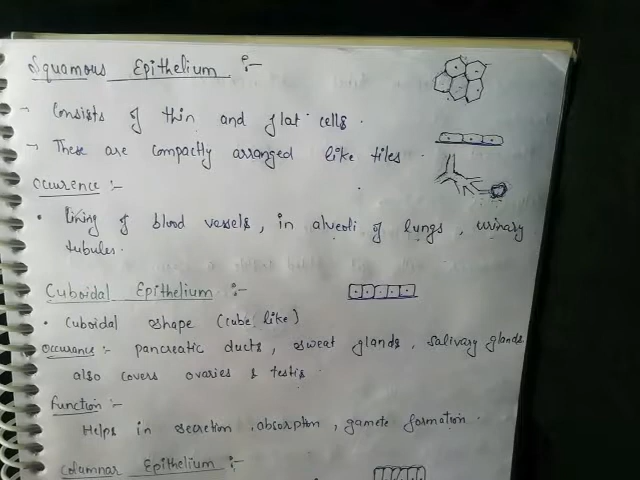 Squamous Epithelium :-
→ Consists of thin and flat cells.
→ These are compactly arranged like tiles.
Occurence :-
• lining of blood vessels, in alveoli of lungs, urinary
tubules.
Cuboidal Epithelium :-
• Cuboidal shape (cube like)
Occurance :- pancreatic ducts, sweat glands, salivary glands
also covers ovaries & testis.
Function :-
Helps in secretion, absorption, gamete formation.
Columnar Epithelium :-